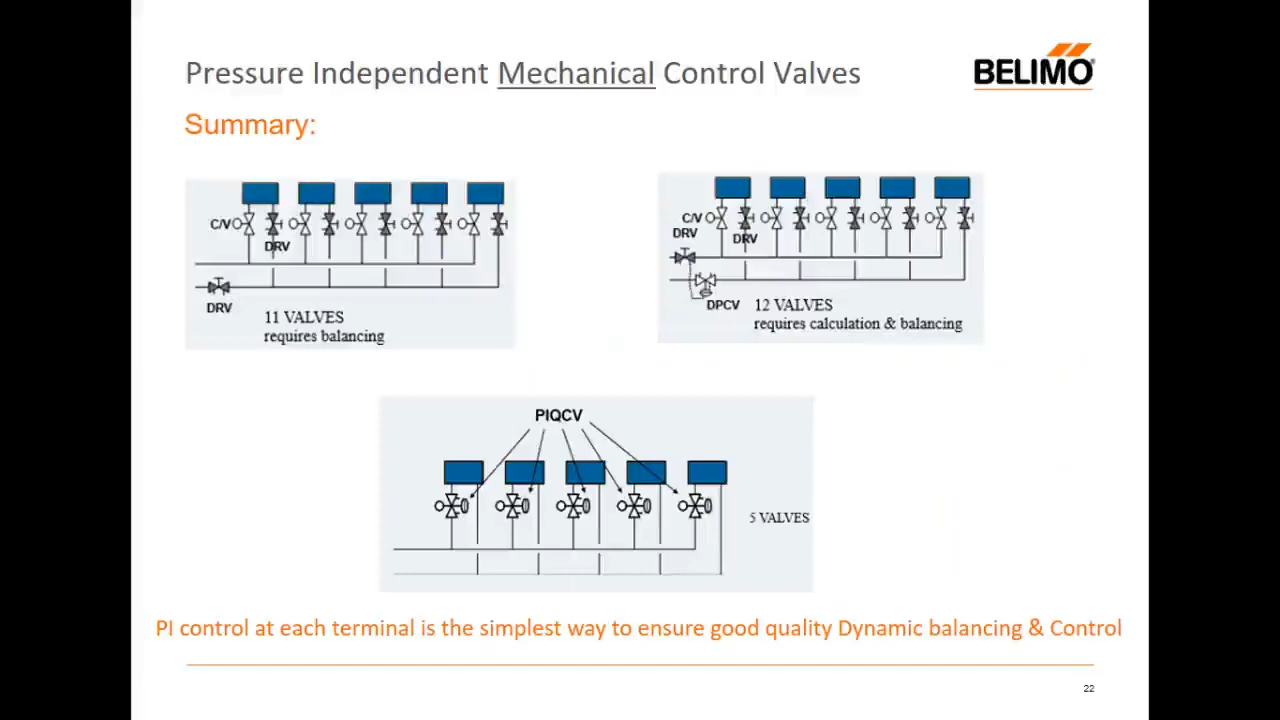 Pressure Independent Mechanical Control Valves
BELIMO®
Summary:
C/V
DRV
DRV
11 VALVES
requires balancing
C/V
DRV
DRV
DPCV
12 VALVES
requires calculation & balancing
PIQCV
5 VALVES
PI control at each terminal is the simplest way to ensure good quality Dynamic balancing & Control
22